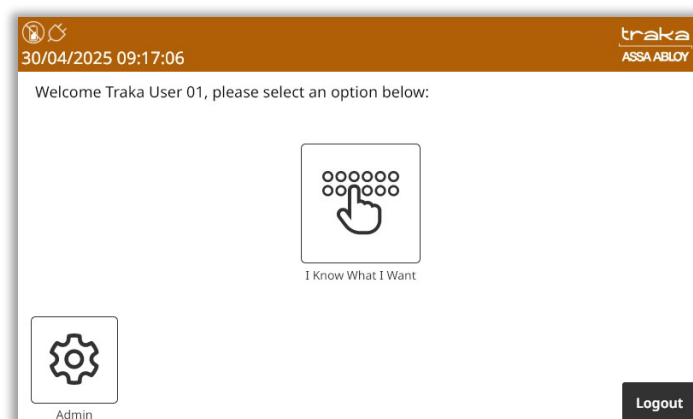 30/04/2025 09:17:06
traka
ASSA ABLOY
Welcome Traka User 01, please select an option below:
I Know What I Want
Admin
Logout